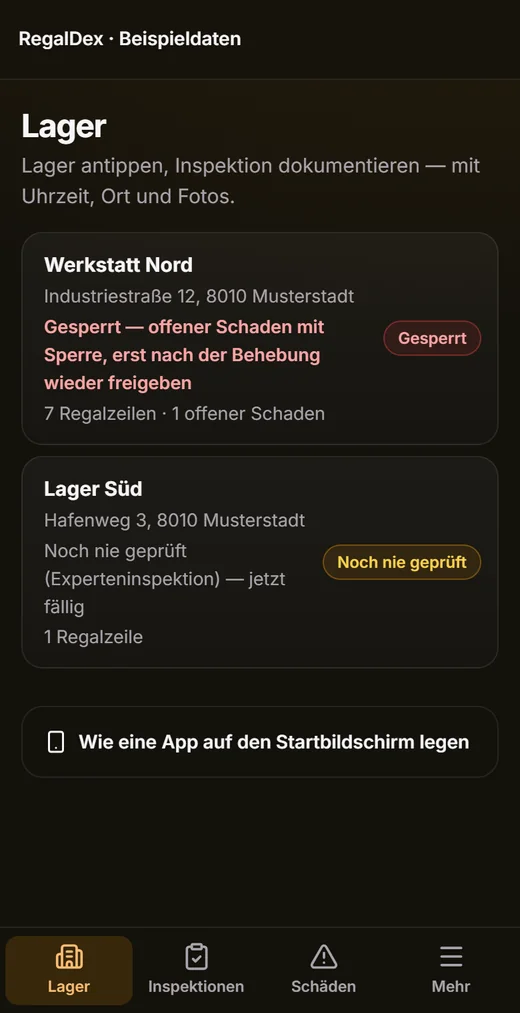 RegalDex · Beispieldaten
Lager
Lager antippen, Inspektion dokumentieren — mit
Uhrzeit, Ort und Fotos.
Werkstatt Nord
Industriestraße 12, 8010 Musterstadt
Gesperrt — offener Schaden mit
Sperre, erst nach der Behebung
wieder freigeben
Gesperrt
7 Regalzeilen · 1 offener Schaden
Lager Süd
Hafenweg 3, 8010 Musterstadt
Noch nie geprüft
(Experteninspektion) — jetzt
fällig
Noch nie geprüft
1 Regalzeile
Wie eine App auf den Startbildschirm legen
Lager
Inspektionen
Schäden
Mehr